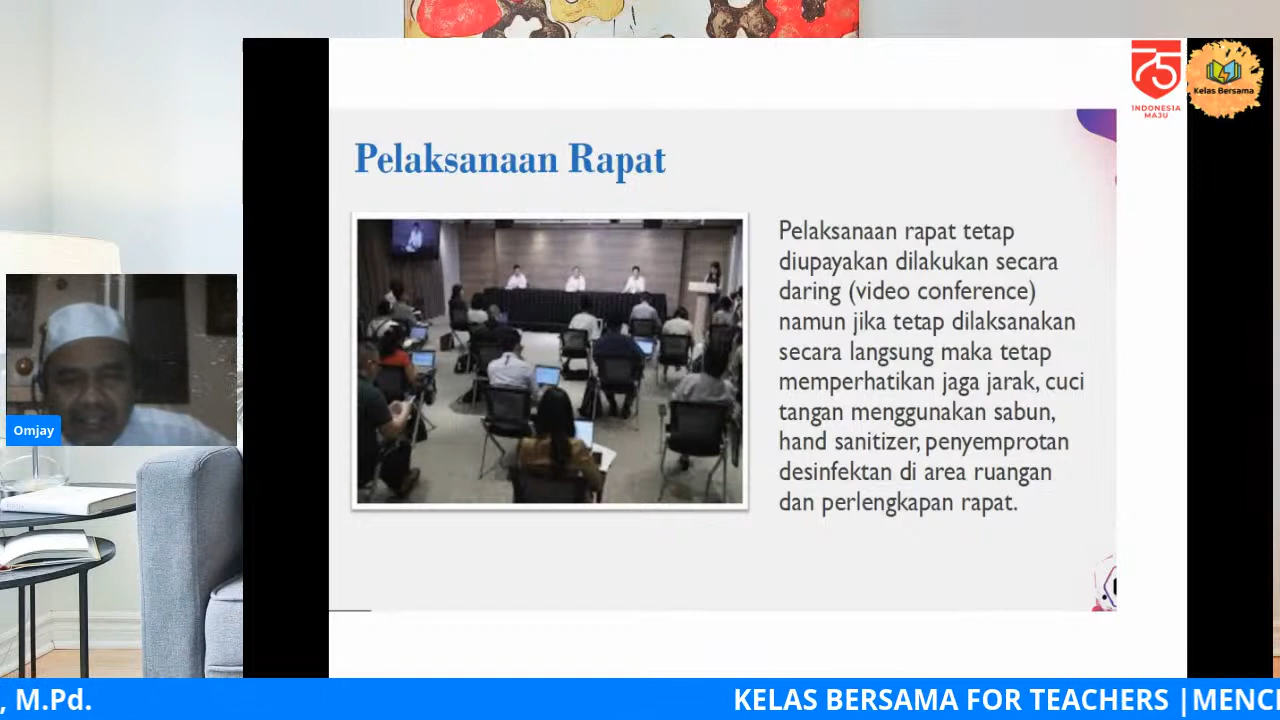 75
INDONESIA
MAJU
Kelas Bersama
Pelaksanaan Rapat
Pelaksanaan rapat tetap
diupayakan dilakukan secara
daring (video conference)
namun jika tetap dilaksanakan
secara langsung maka tetap
memperhatikan jaga jarak, cuci
tangan menggunakan sabun,
hand sanitizer, penyemprotan
desinfektan di area ruangan
dan perlengkapan rapat.
Omjay
, M.Pd.
KELAS BERSAMA FOR TEACHERS |MENC